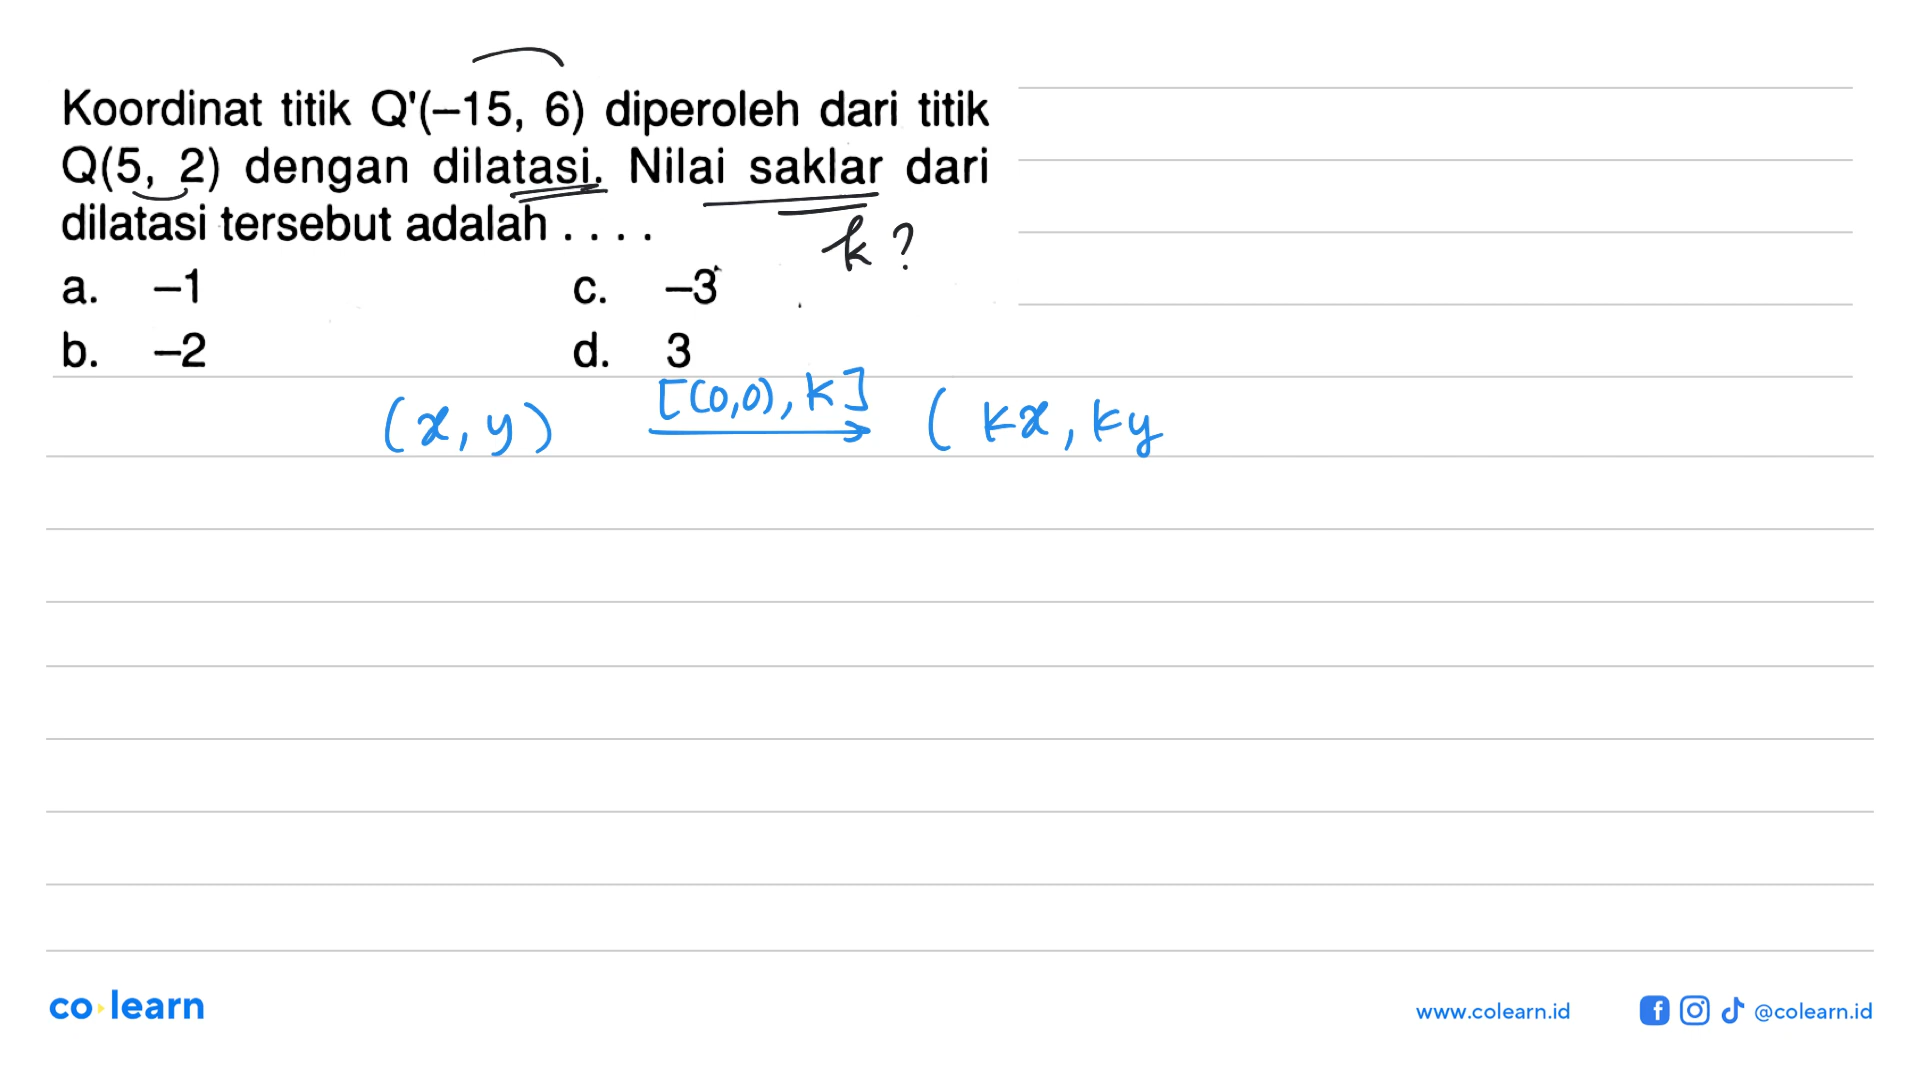 Koordinat titik Q'(–15, 6) diperoleh dari titik
Q(5, 2) dengan dilatasi. Nilai saklar dari
dilatasi tersebut adalah . . . .
k?
a. –1 c. –3
b. –2 d. 3
(x, y) [(0,0), k] → (kx, ky
co learn
www.colearn.id @colearn.id